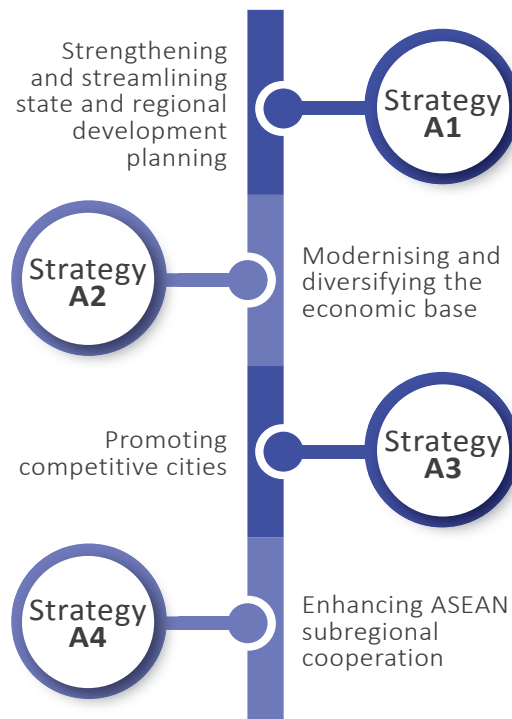 Strengthening
and streamlining
state and regional
development
planning
Strategy
A1
Strategy
A2
Modernising and
diversifying the
economic base
Promoting
competitive cities
Strategy
A3
Strategy
A4
Enhancing ASEAN
subregional
cooperation